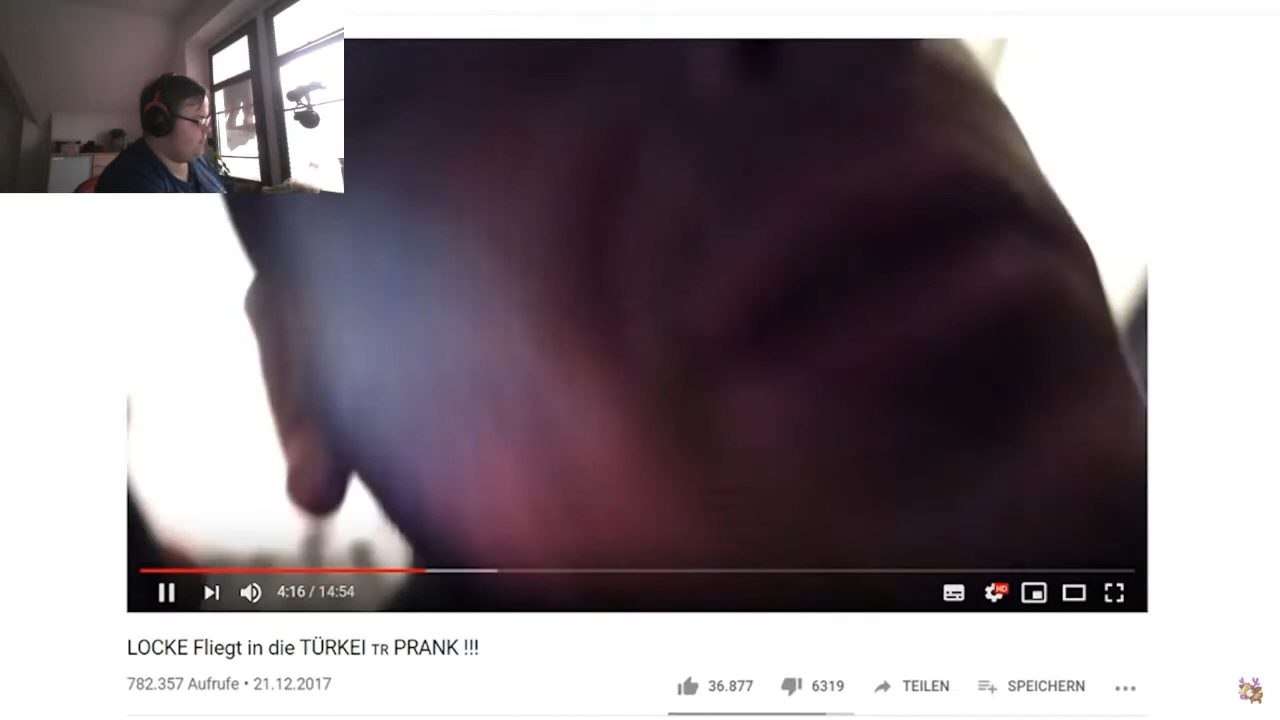 HD
4:16 / 14:54
LOCKE Fliegt in die TÜRKEI TR PRANK !!!
782.357 Aufrufe • 21.12.2017
36.877 6319 TEILEN SPEICHERN